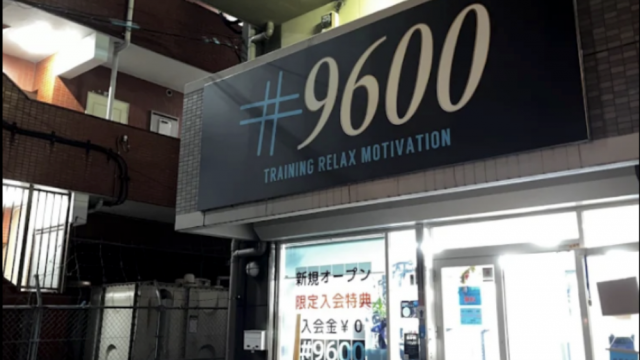 #9600
TRAINING RELAX MOTIVATION
新規オープン
限定入会特典
入会金￥0
#9600